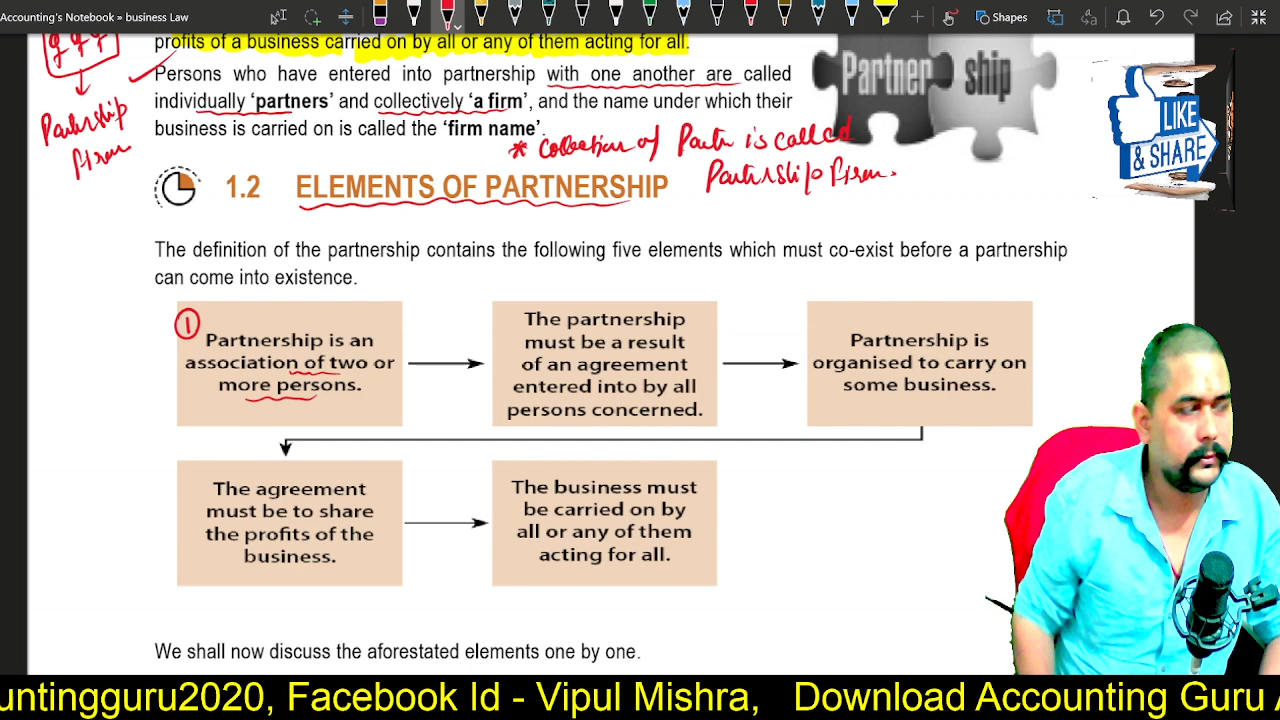 Accounting's Notebook » business Law
Shapes
profits of a business carried on by all or any of them acting for all.
Persons who have entered into partnership with one another are called
individually 'partners' and collectively 'a firm', and the name under which their
business is carried on is called the 'firm name'.
Partnership
firm
* collection of Partn is called
Partnership firm.
Partner ship
LIKE
& SHARE
1.2 ELEMENTS OF PARTNERSHIP
The definition of the partnership contains the following five elements which must co-exist before a partnership
can come into existence.
1
Partnership is an
association of two or
more persons.
The partnership
must be a result
of an agreement
entered into by all
persons concerned.
Partnership is
organised to carry on
some business.
The agreement
must be to share
the profits of the
business.
The business must
be carried on by
all or any of them
acting for all.
We shall now discuss the aforestated elements one by one.
untingguru2020, Facebook Id - Vipul Mishra, Download Accounting Guru A